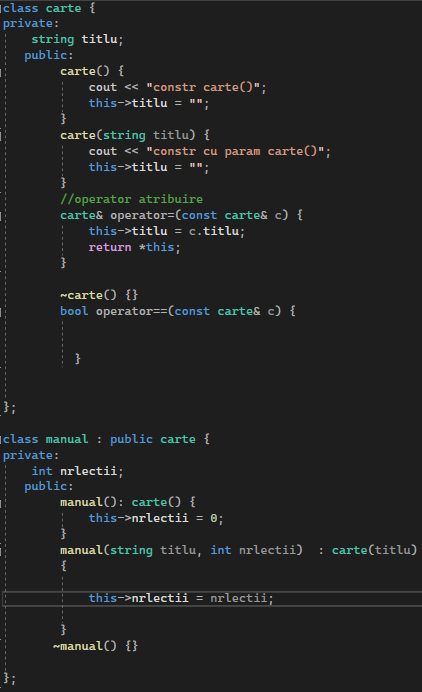 class carte {
private:
    string titlu;
   public:
        carte() {
            cout << "constr carte()";
            this->titlu = "";
        }
        carte(string titlu) {
            cout << "constr cu param carte()";
            this->titlu = "";
        }
        //operator atribuire
        carte& operator=(const carte& c) {
            this->titlu = c.titlu;
            return *this;
        }
        ~carte() {}
        bool operator==(const carte& c) {
          }
};
class manual : public carte {
private:
    int nrlectii;
   public:
        manual(): carte() {
            this->nrlectii = 0;
        }
        manual(string titlu, int nrlectii)  : carte(titlu)
        {
            this->nrlectii = nrlectii;
        }
       ~manual() {}
};